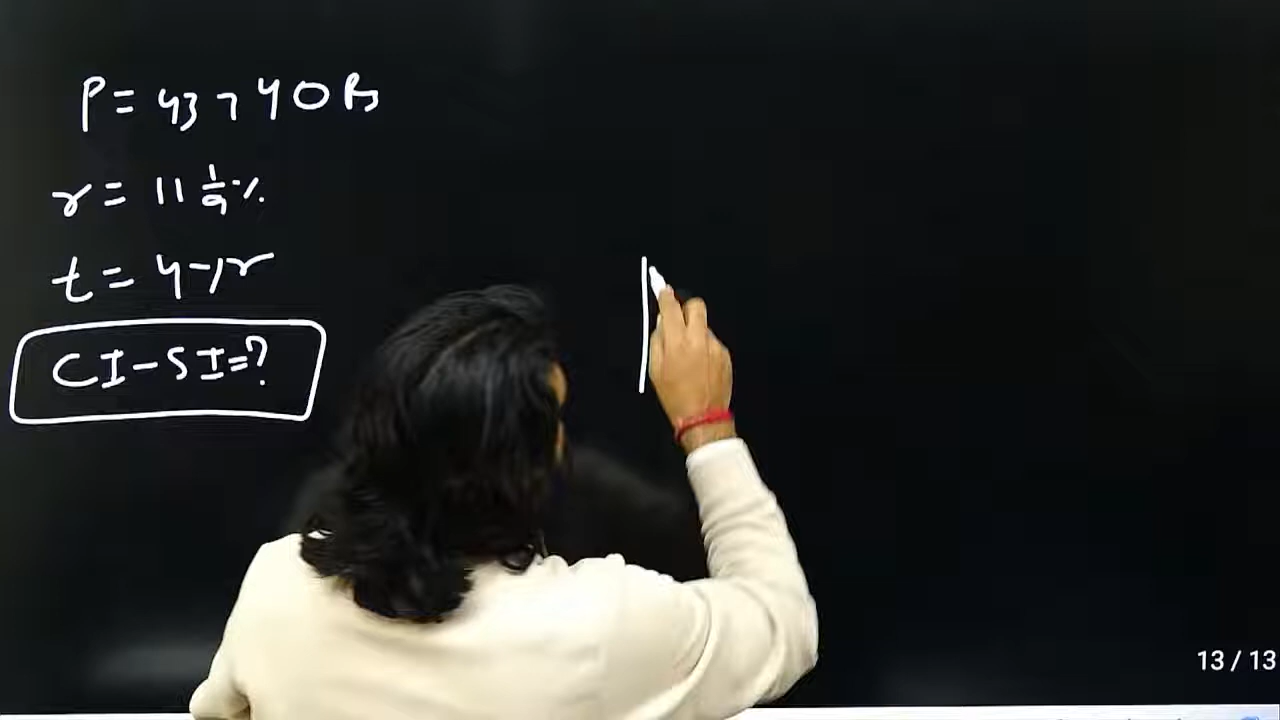 P = 43740 Rs
r = 11 1/9 %
t = 4 yr
CI - SI = ?
13 / 13